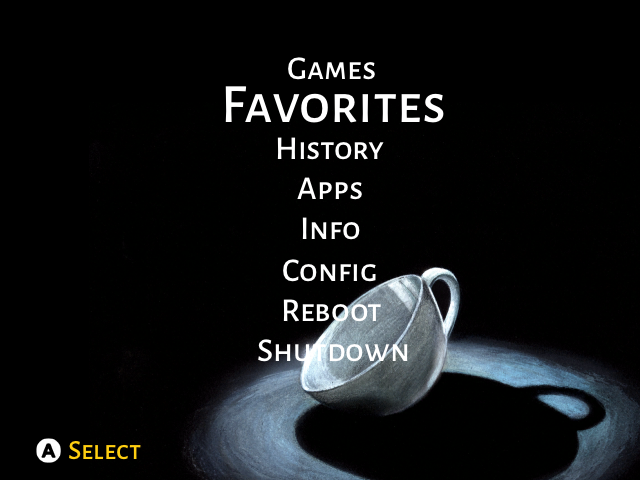 Games
Favorites
History
Apps
Info
Config
Reboot
Shutdown
A Select